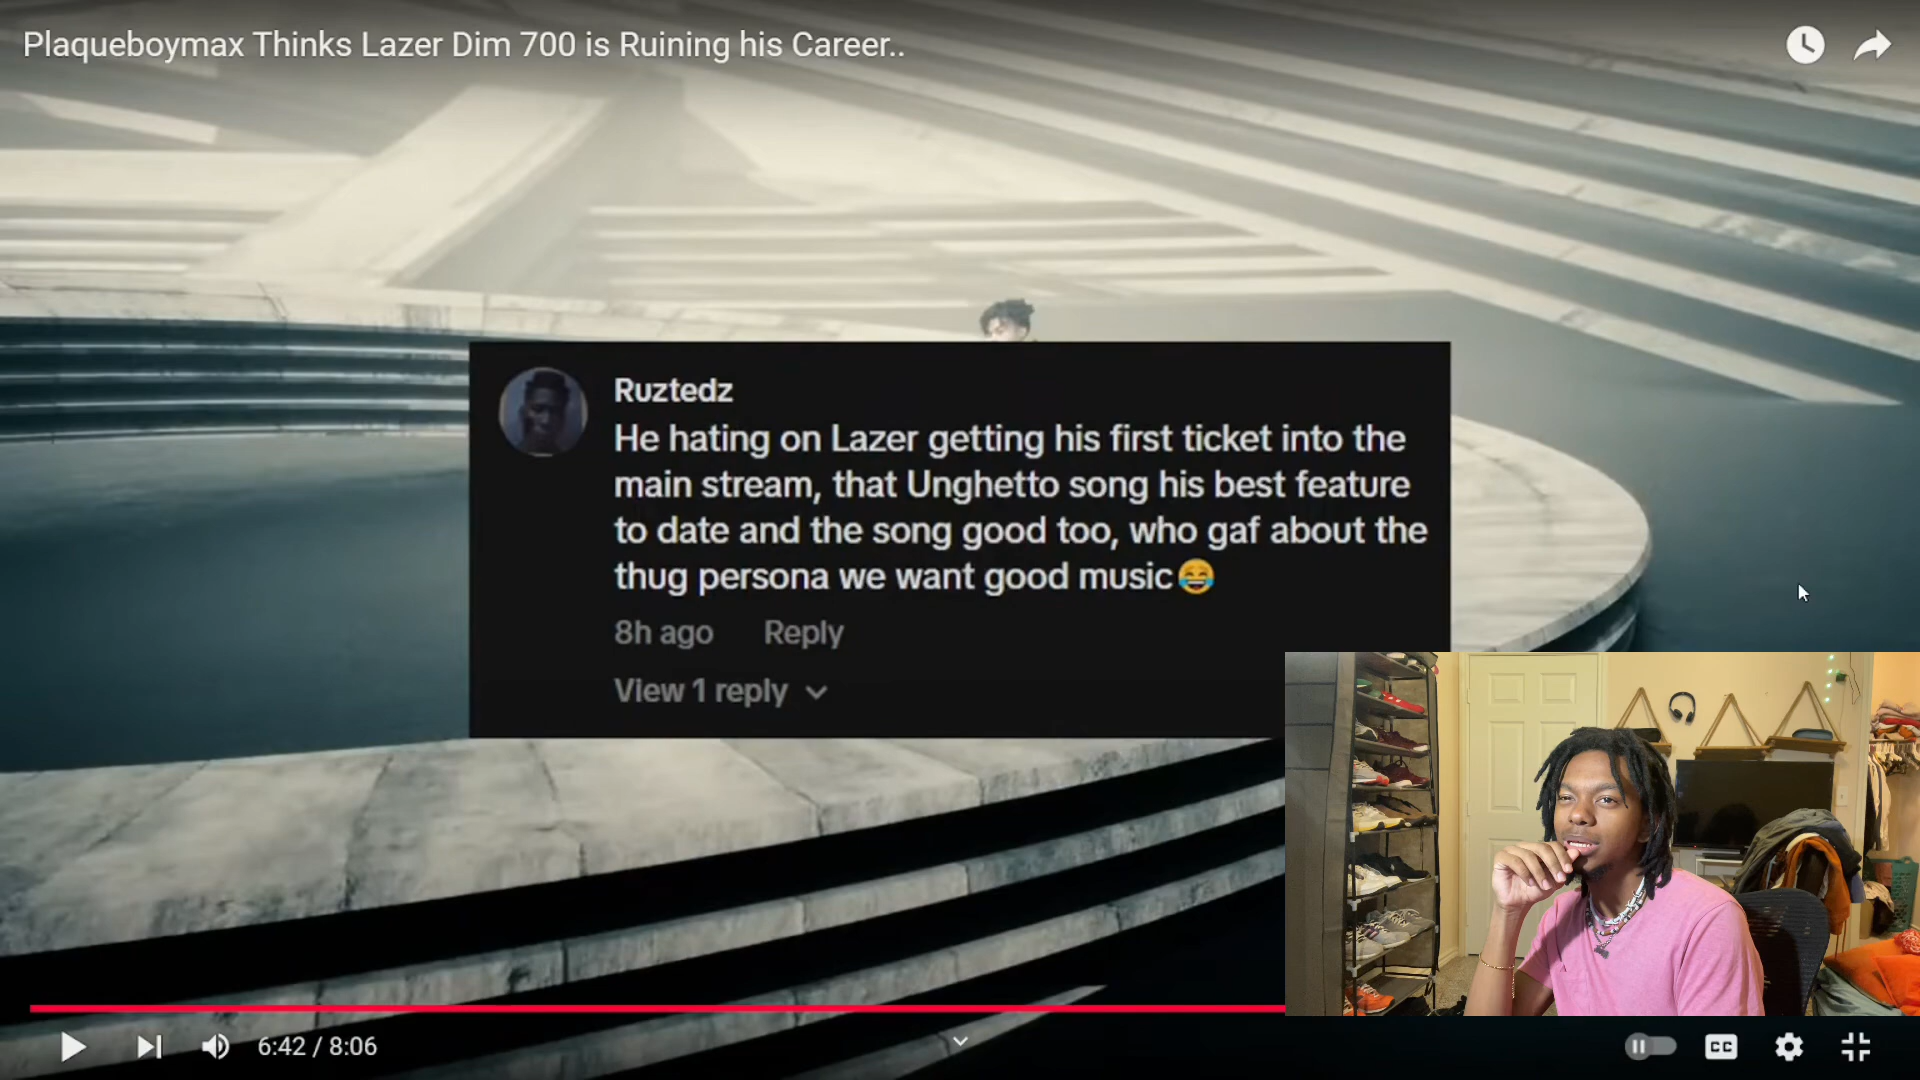 Plaqueboymax Thinks Lazer Dim 700 is Ruining his Career..
Ruztedz
He hating on Lazer getting his first ticket into the
main stream, that Unghetto song his best feature
to date and the song good too, who gaf about the
thug persona we want good music😂
8h ago Reply
View 1 reply
6:42 / 8:06
CC